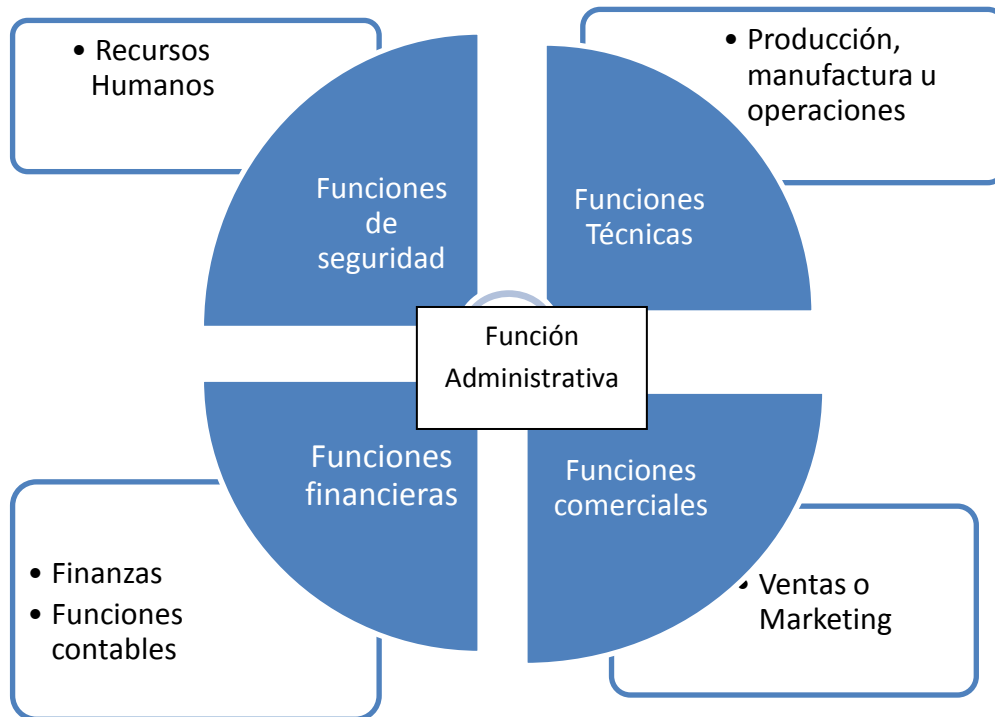 • Recursos
Humanos
• Producción,
manufactura u
operaciones
Funciones
de
seguridad
Funciones
Técnicas
Función
Administrativa
Funciones
financieras
Funciones
comerciales
• Finanzas
• Funciones
contables
• Ventas o
Marketing